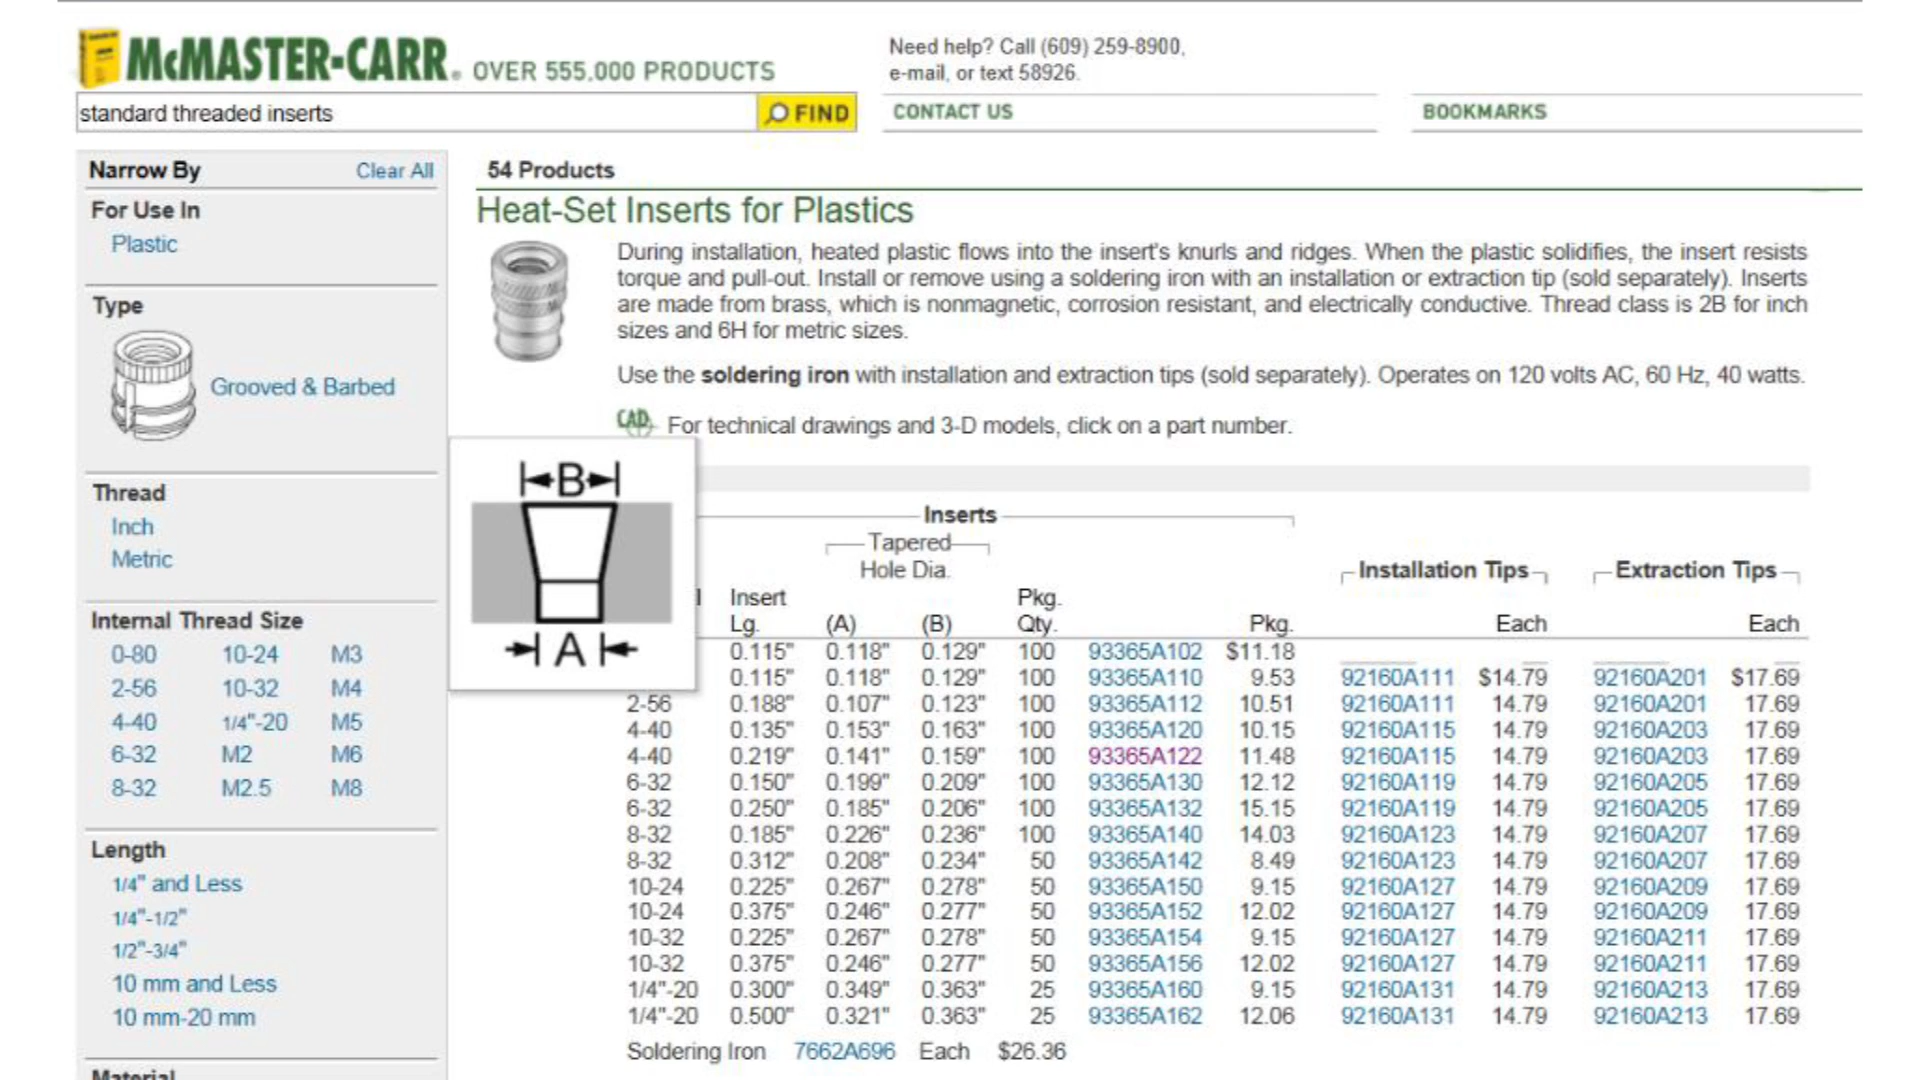 McMASTER-CARR. OVER 555,000 PRODUCTS
Need help? Call (609) 259-8900,
e-mail, or text 58926.
standard threaded inserts
FIND
CONTACT US
BOOKMARKS
Narrow By
Clear All
For Use In
Plastic
Type
Grooved & Barbed
Thread
Inch
Metric
Internal Thread Size
0-80 10-24 M3
2-56 10-32 M4
4-40 1/4"-20 M5
6-32 M2 M6
8-32 M2.5 M8
Length
1/4" and Less
1/4"-1/2"
1/2"-3/4"
10 mm and Less
10 mm-20 mm
Material
54 Products
Heat-Set Inserts for Plastics
During installation, heated plastic flows into the insert's knurls and ridges. When the plastic solidifies, the insert resists
torque and pull-out. Install or remove using a soldering iron with an installation or extraction tip (sold separately). Inserts
are made from brass, which is nonmagnetic, corrosion resistant, and electrically conductive. Thread class is 2B for inch
sizes and 6H for metric sizes.
Use the soldering iron with installation and extraction tips (sold separately). Operates on 120 volts AC, 60 Hz, 40 watts.
CAD For technical drawings and 3-D models, click on a part number.
B
A
Inserts
Tapered
Hole Dia.
Installation Tips
Extraction Tips
Insert Pkg.
Lg. (A) (B) Qty. Pkg. Each Each
0.115" 0.118" 0.129" 100 93365A102 $11.18
0.115" 0.118" 0.129" 100 93365A110 9.53 92160A111 $14.79 92160A201 $17.69
2-56 0.188" 0.107" 0.123" 100 93365A112 10.51 92160A111 14.79 92160A201 17.69
4-40 0.135" 0.153" 0.163" 100 93365A120 10.15 92160A115 14.79 92160A203 17.69
4-40 0.219" 0.141" 0.159" 100 93365A122 11.48 92160A115 14.79 92160A203 17.69
6-32 0.150" 0.199" 0.209" 100 93365A130 12.12 92160A119 14.79 92160A205 17.69
6-32 0.250" 0.185" 0.206" 100 93365A132 15.15 92160A119 14.79 92160A205 17.69
8-32 0.185" 0.226" 0.236" 100 93365A140 14.03 92160A123 14.79 92160A207 17.69
8-32 0.312" 0.208" 0.234" 50 93365A142 8.49 92160A123 14.79 92160A207 17.69
10-24 0.225" 0.267" 0.278" 50 93365A150 9.15 92160A127 14.79 92160A209 17.69
10-24 0.375" 0.246" 0.277" 50 93365A152 12.02 92160A127 14.79 92160A209 17.69
10-32 0.225" 0.267" 0.278" 50 93365A154 9.15 92160A127 14.79 92160A211 17.69
10-32 0.375" 0.246" 0.277" 50 93365A156 12.02 92160A127 14.79 92160A211 17.69
1/4"-20 0.300" 0.349" 0.363" 25 93365A160 9.15 92160A131 14.79 92160A213 17.69
1/4"-20 0.500" 0.321" 0.363" 25 93365A162 12.06 92160A131 14.79 92160A213 17.69
Soldering Iron 7662A696 Each $26.36